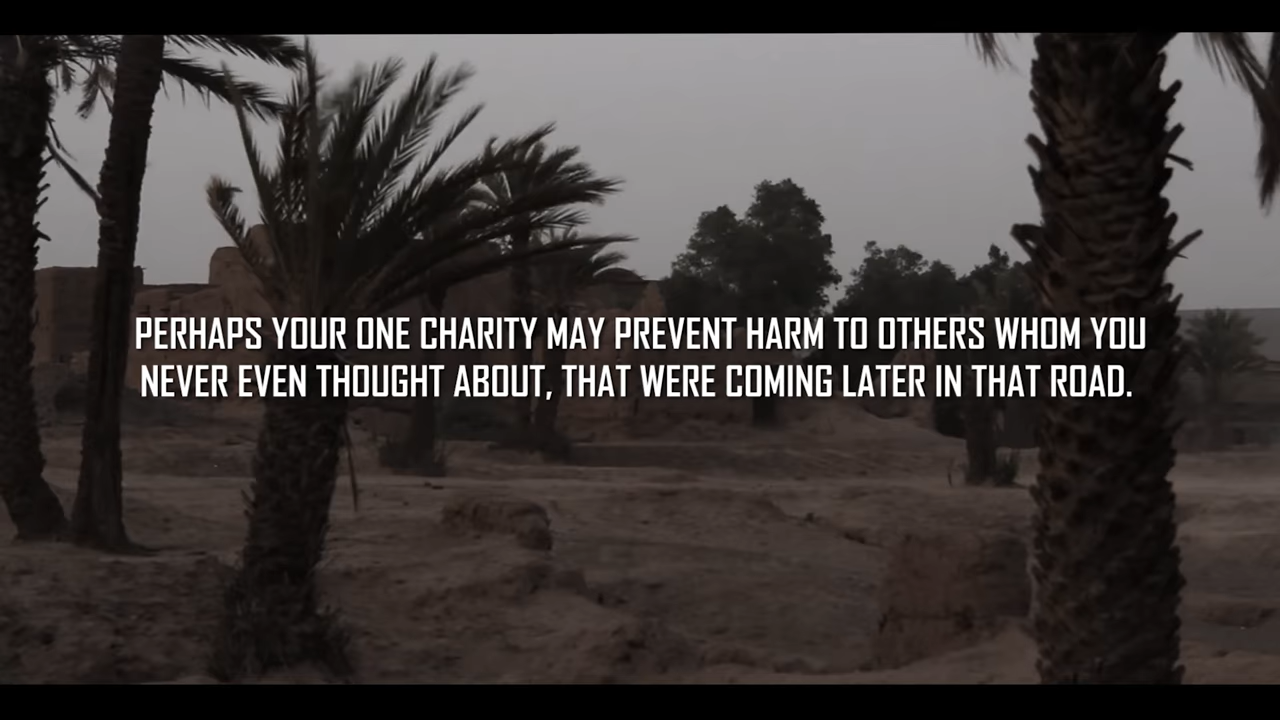 PERHAPS YOUR ONE CHARITY MAY PREVENT HARM TO OTHERS WHOM YOU
NEVER EVEN THOUGHT ABOUT, THAT WERE COMING LATER IN THAT ROAD.